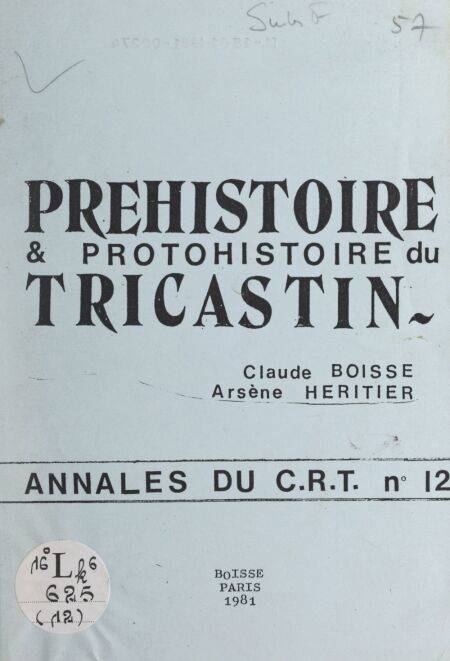 57
PREHISTOIRE
& PROTOHISTOIRE du
TRICASTIN
Claude BOISSE
Arsène HERITIER
ANNALES DU C.R.T. n° 12
BOISSE
PARIS
1981
16° Lk6
625
(12)